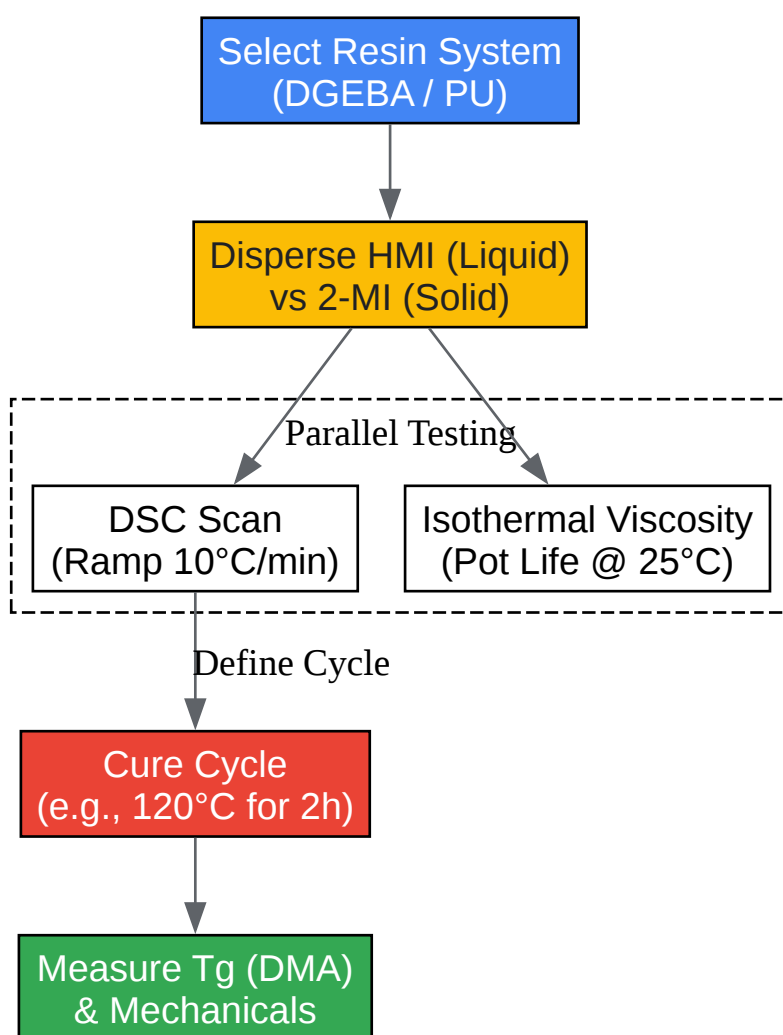 Select Resin System
(DGEBA / PU)
Disperse HMI (Liquid)
vs 2-MI (Solid)
Parallel Testing
DSC Scan
(Ramp 10°C/min)
Isothermal Viscosity
(Pot Life @ 25°C)
Define Cycle
Cure Cycle
(e.g., 120°C for 2h)
Measure Tg (DMA)
& Mechanicals